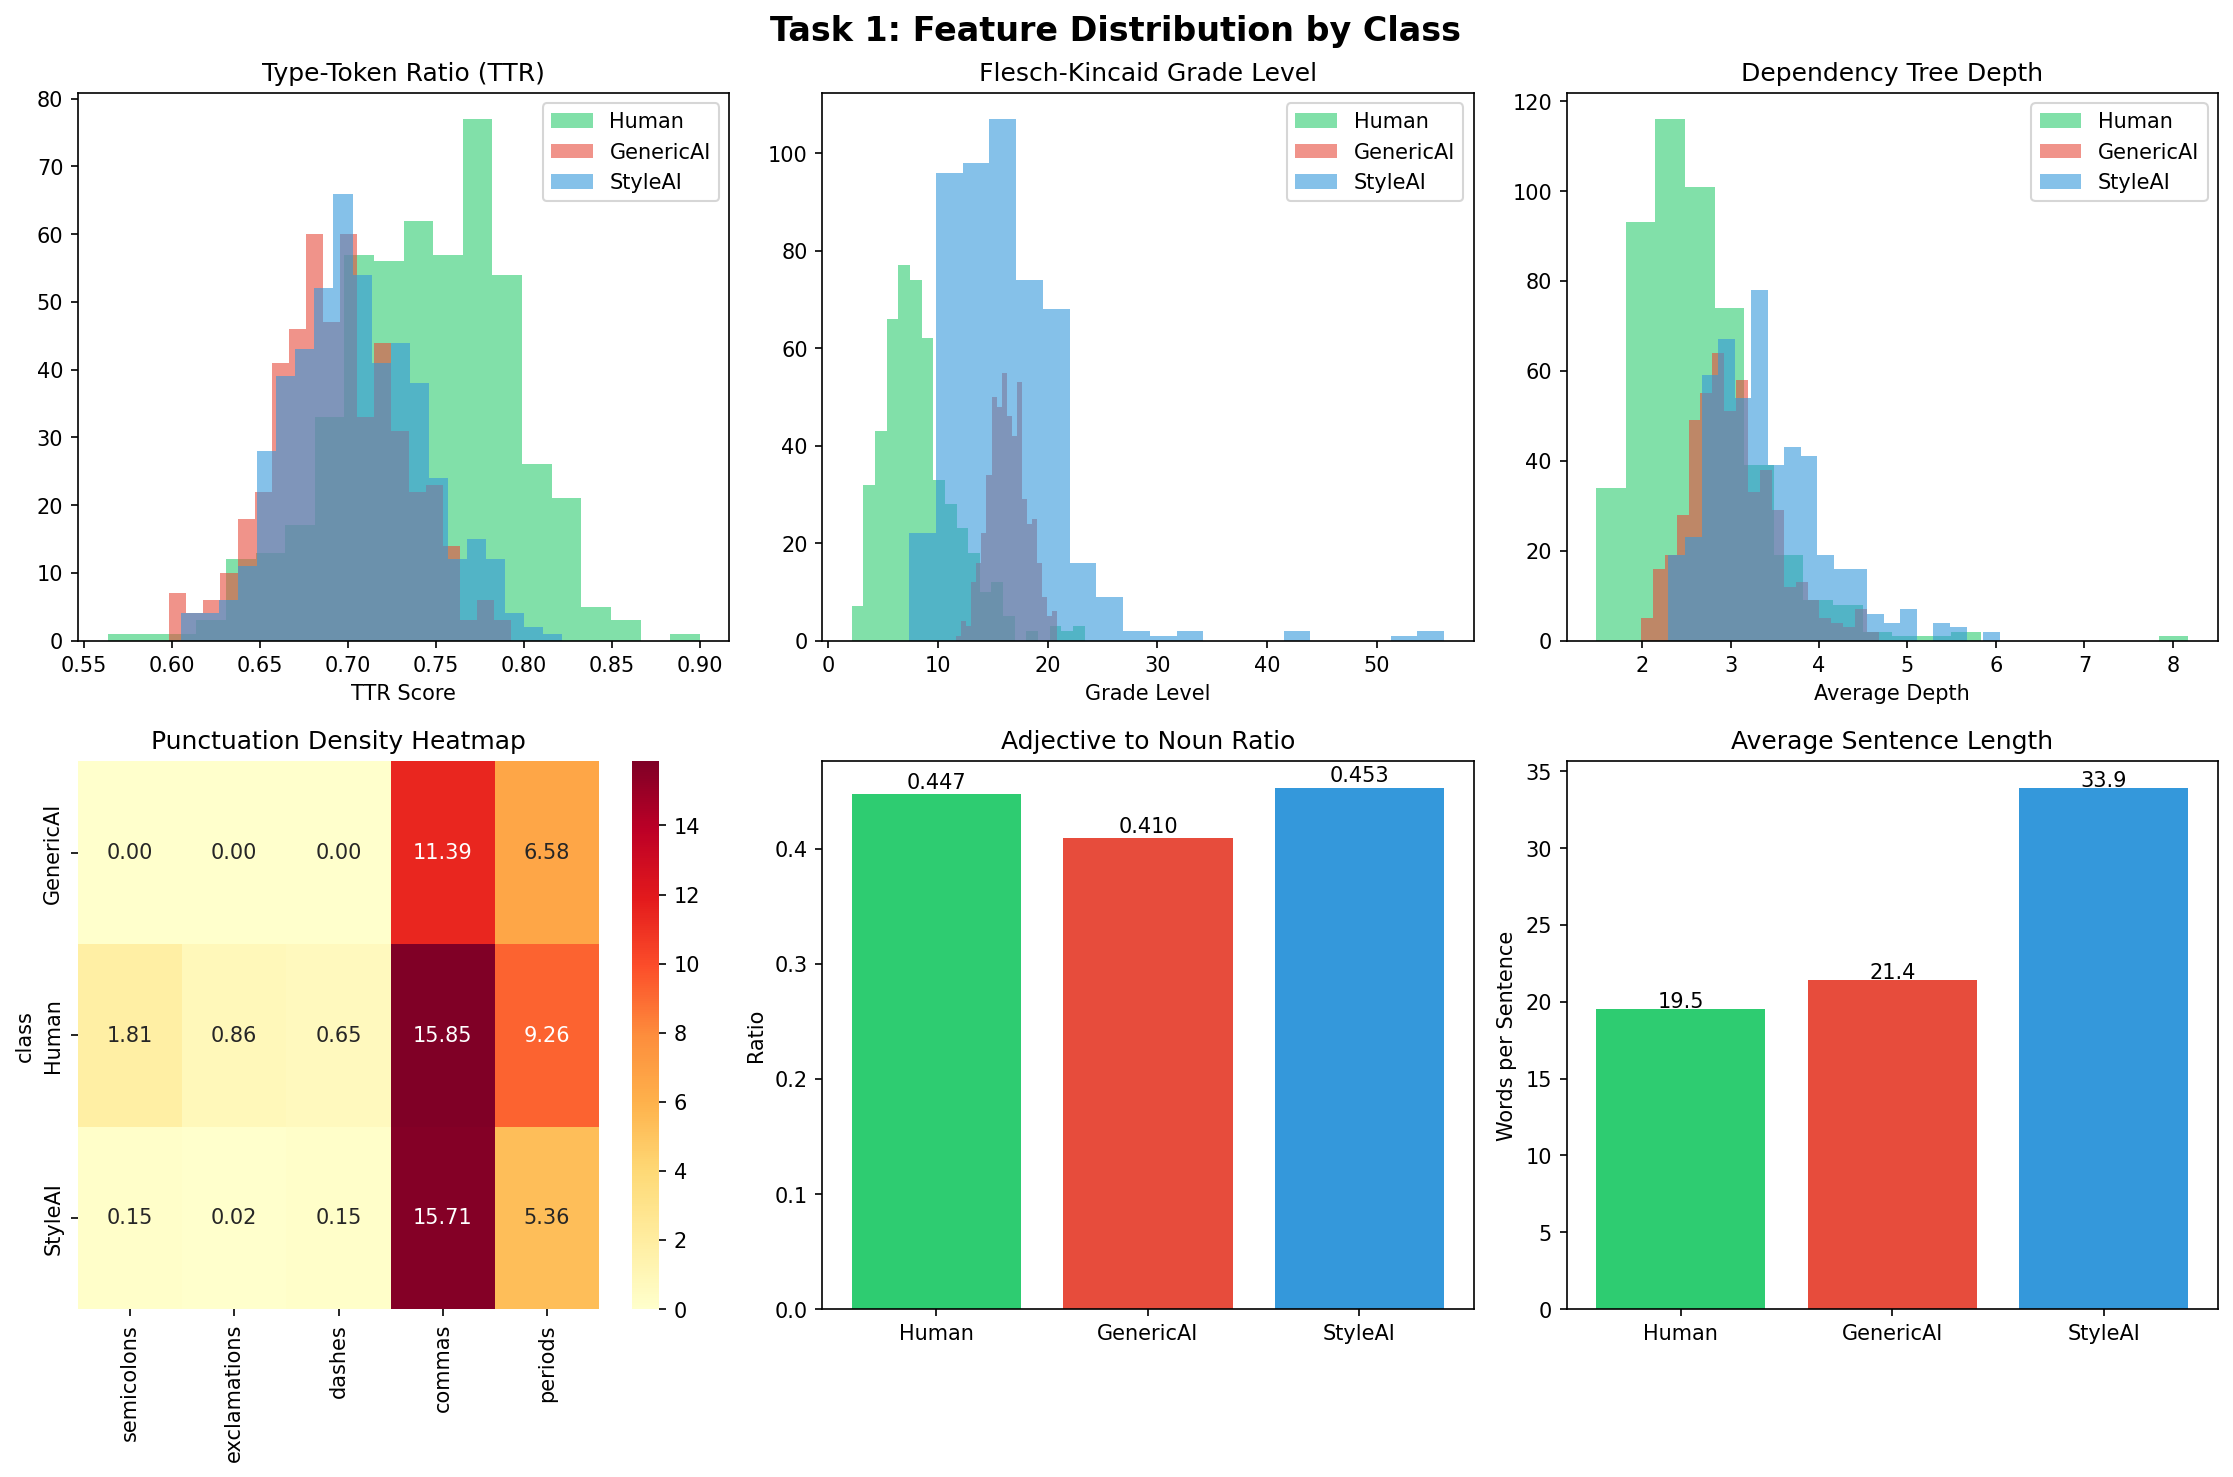 Task 1: Feature Distribution by Class
Type-Token Ratio (TTR)
80
70
60
50
40
30
20
10
0
Human
GenericAI
StyleAI
0.55 0.60 0.65 0.70 0.75 0.80 0.85 0.90
TTR Score
Flesch-Kincaid Grade Level
100
80
60
40
20
0
Human
GenericAI
StyleAI
0 10 20 30 40 50
Grade Level
Dependency Tree Depth
120
100
80
60
40
20
0
Human
GenericAI
StyleAI
2 3 4 5 6 7 8
Average Depth
Punctuation Density Heatmap
class
GenericAI
0.00 0.00 0.00 11.39 6.58
Human
1.81 0.86 0.65 15.85 9.26
StyleAI
0.15 0.02 0.15 15.71 5.36
semicolons
exclamations
dashes
commas
periods
14
12
10
8
6
4
2
0
Adjective to Noun Ratio
Ratio
0.4
0.3
0.2
0.1
0.0
0.447
0.410
0.453
Human GenericAI StyleAI
Average Sentence Length
Words per Sentence
35
30
25
20
15
10
5
0
19.5
21.4
33.9
Human GenericAI StyleAI